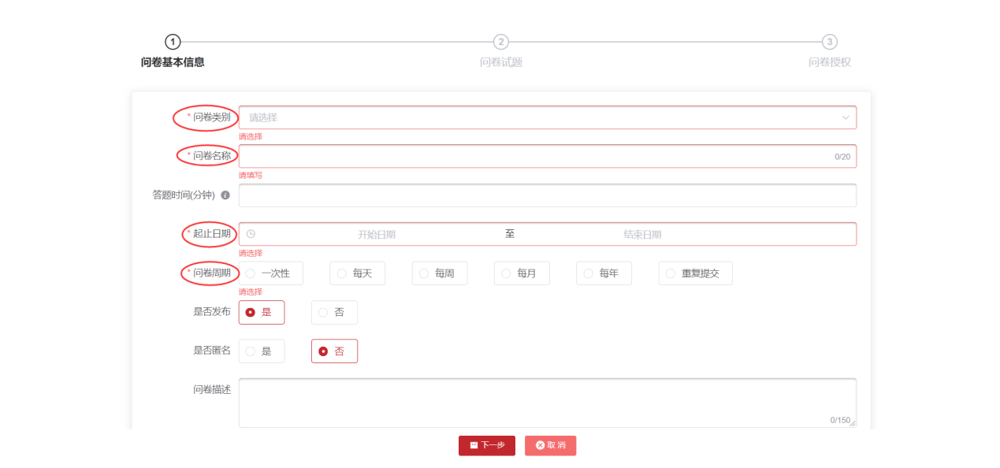 1 2 3
问卷基本信息 问卷试题 问卷授权
* 问卷类别 请选择
请选择
* 问卷名称 0/20
请填写
答题时间(分钟)
* 起止日期 开始日期 至 结束日期
请选择
* 问卷周期 一次性 每天 每周 每月 每年 重复提交
请选择
是否发布 是 否
是否匿名 是 否
问卷描述
0/150
下一步 取消